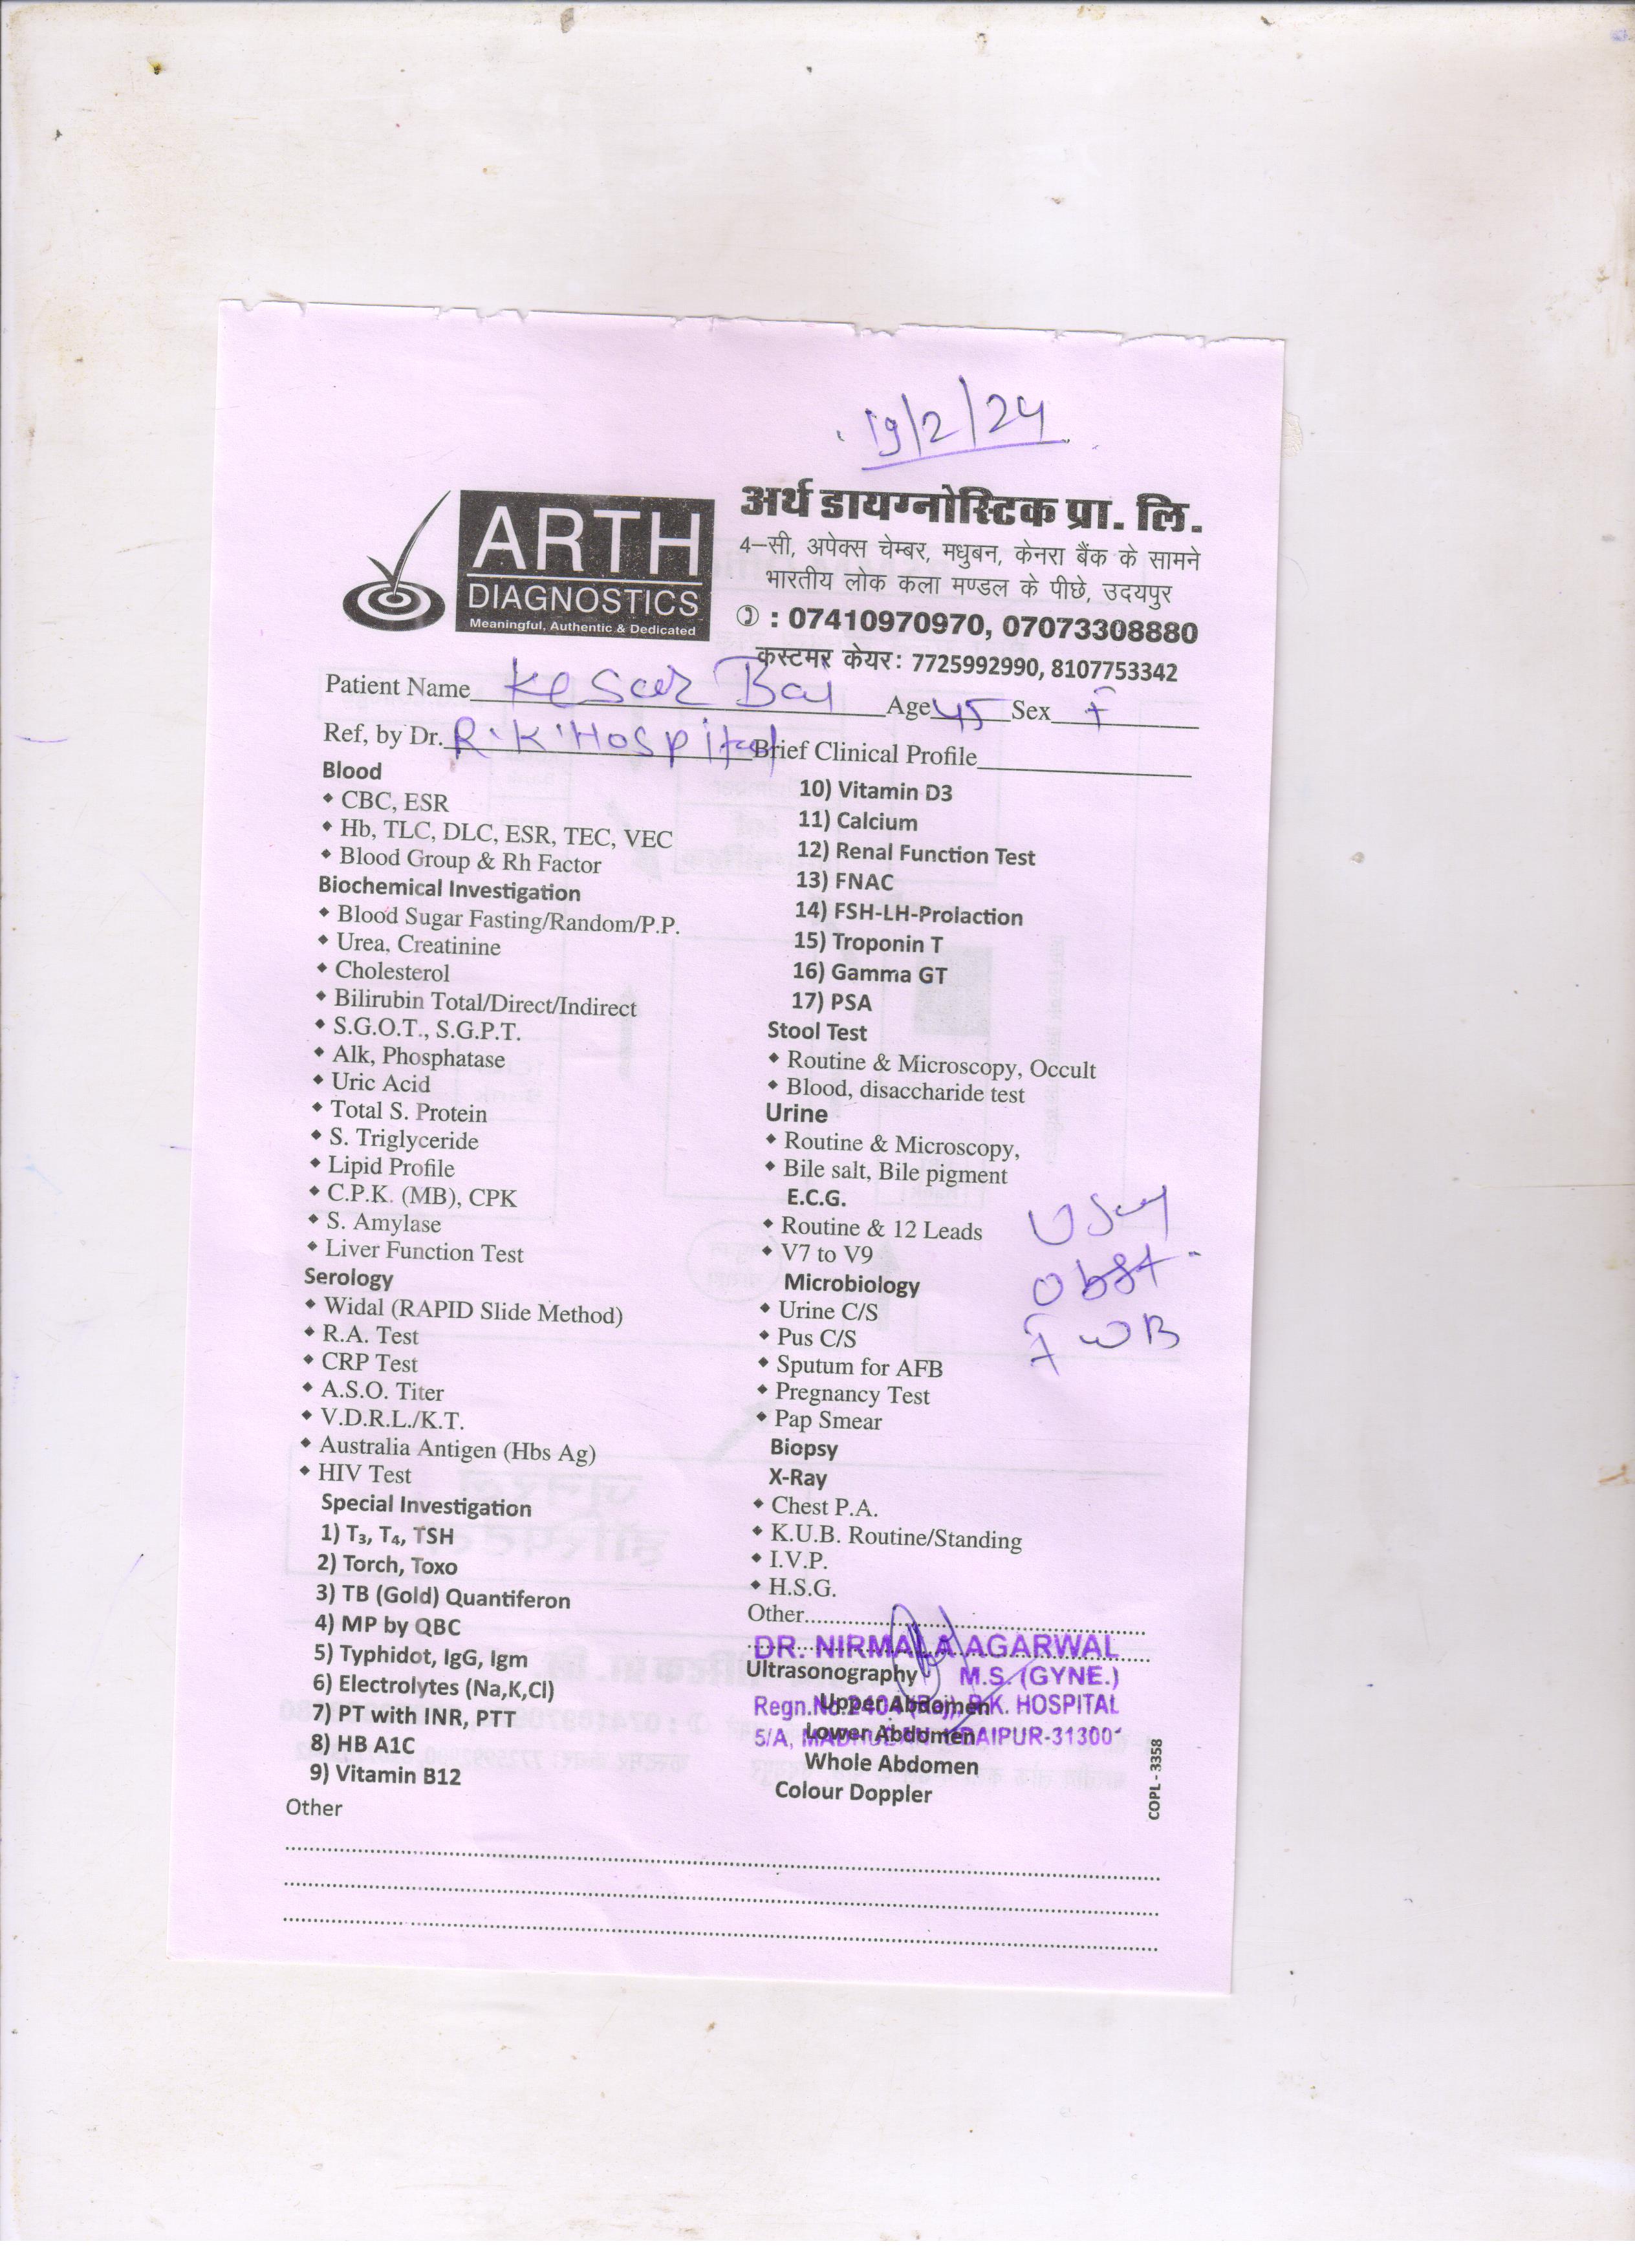 19/2/24
ARTH
DIAGNOSTICS
Meaningful, Authentic & Dedicated
अर्थ डायग्नोस्टिक प्रा. लि.
4–सी, अपेक्स चेम्बर, मधुबन, केनरा बैंक के सामने
भारतीय लोक कला मण्डल के पीछे, उदयपुर
: 07410970970, 07073308880
कस्टमर केयर: 7725992990, 8107753342
Patient Name Kesar Bai Age 45 Sex F
Ref, by Dr. R.K. Hospital Brief Clinical Profile
Blood
CBC, ESR
Hb, TLC, DLC, ESR, TEC, VEC
Blood Group & Rh Factor
Biochemical Investigation
Blood Sugar Fasting/Random/P.P.
Urea, Creatinine
Cholesterol
Bilirubin Total/Direct/Indirect
S.G.O.T., S.G.P.T.
Alk, Phosphatase
Uric Acid
Total S. Protein
S. Triglyceride
Lipid Profile
C.P.K. (MB), CPK
S. Amylase
Liver Function Test
Serology
Widal (RAPID Slide Method)
R.A. Test
CRP Test
A.S.O. Titer
V.D.R.L./K.T.
Australia Antigen (Hbs Ag)
HIV Test
Special Investigation
1) T₃, T₄, TSH
2) Torch, Toxo
3) TB (Gold) Quantiferon
4) MP by QBC
5) Typhidot, IgG, Igm
6) Electrolytes (Na,K,Cl)
7) PT with INR, PTT
8) HB A1C
9) Vitamin B12
Other
10) Vitamin D3
11) Calcium
12) Renal Function Test
13) FNAC
14) FSH-LH-Prolaction
15) Troponin T
16) Gamma GT
17) PSA
Stool Test
Routine & Microscopy, Occult
Blood, disaccharide test
Urine
Routine & Microscopy,
Bile salt, Bile pigment
E.C.G.
Routine & 12 Leads
V7 to V9
Microbiology
Urine C/S
Pus C/S
Sputum for AFB
Pregnancy Test
Pap Smear
Biopsy
X-Ray
Chest P.A.
K.U.B. Routine/Standing
I.V.P.
H.S.G.
Other
Obst.
F WB
DR. NIRMALA AGARWAL
Ultrasonography M.S. (GYNE.)
Upper Abdomen
Regn.No.2404 (Raj), R.K. HOSPITAL
Lower Abdomen
5/A, MADHUBAN UDAIPUR-313001
Whole Abdomen
Colour Doppler
COPL - 3358